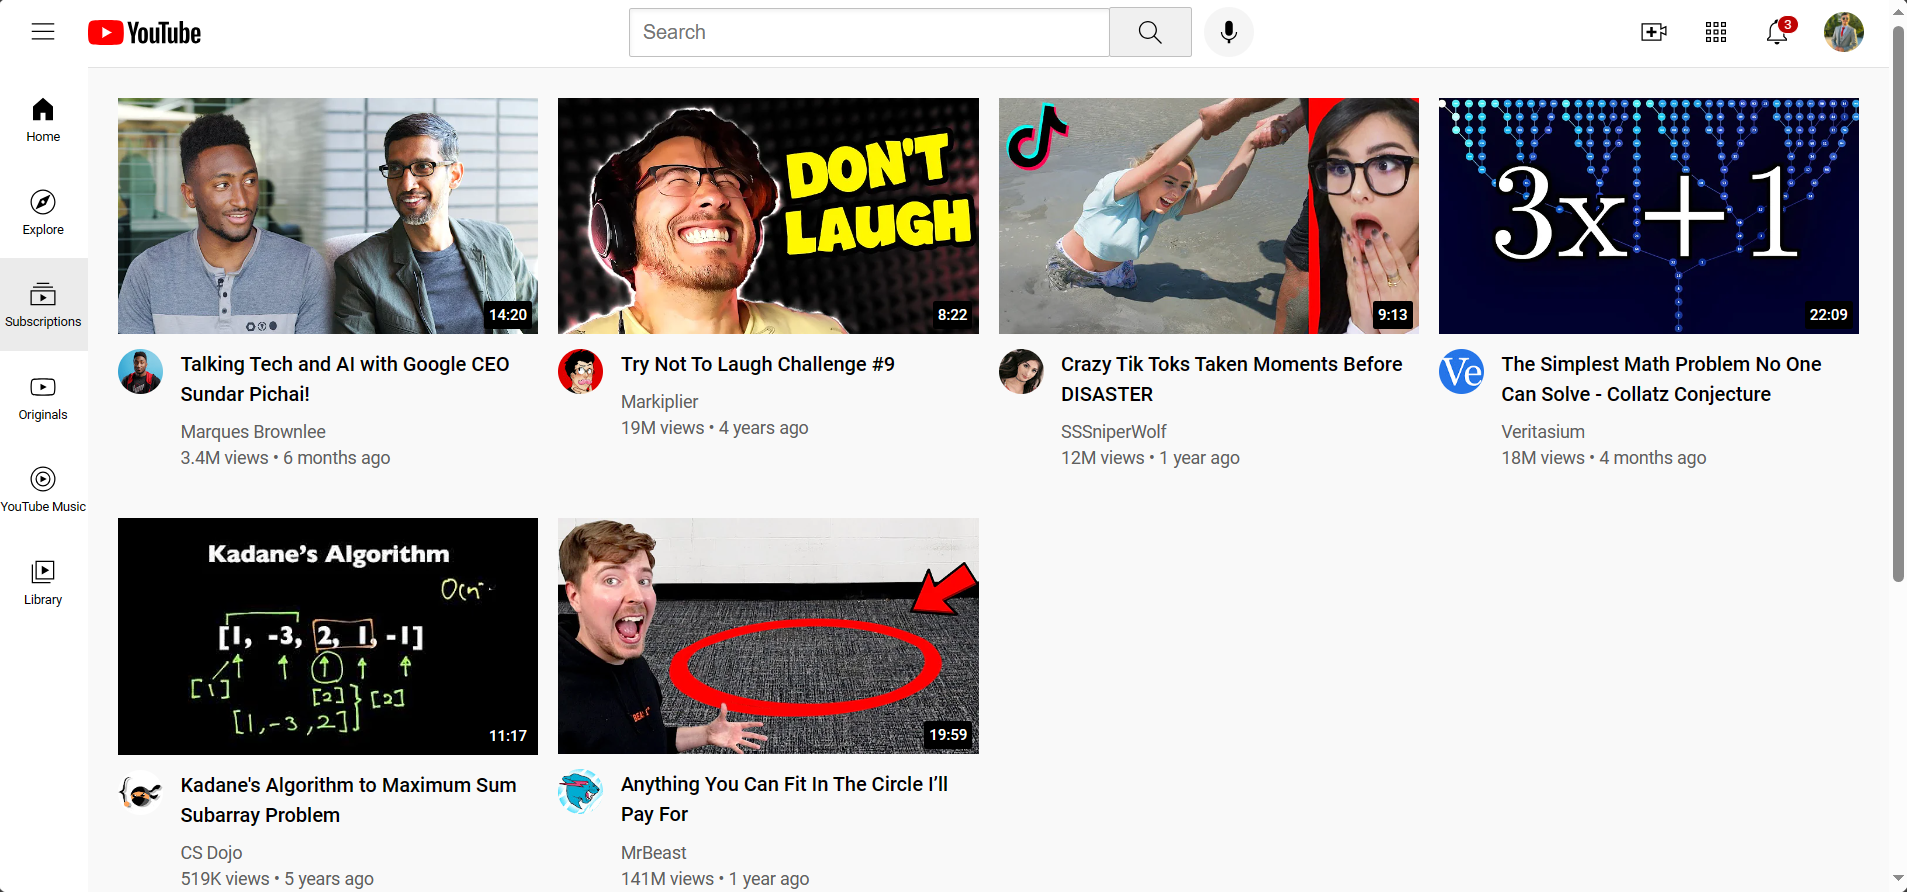 YouTube
Search
3
Home
Explore
Subscriptions
Originals
YouTube Music
Library
14:20
Talking Tech and AI with Google CEO
Sundar Pichai!
Marques Brownlee
3.4M views • 6 months ago
DON'T
LAUGH
8:22
Try Not To Laugh Challenge #9
Markiplier
19M views • 4 years ago
9:13
Crazy Tik Toks Taken Moments Before
DISASTER
SSSniperWolf
12M views • 1 year ago
3x+1
22:09
Ve
The Simplest Math Problem No One
Can Solve - Collatz Conjecture
Veritasium
18M views • 4 months ago
Kadane's Algorithm
[1, -3, 2, 1, -1]
[1]
[2]
[2]
[1,-3,2]
11:17
Kadane's Algorithm to Maximum Sum
Subarray Problem
CS Dojo
519K views • 5 years ago
19:59
Anything You Can Fit In The Circle I’ll
Pay For
MrBeast
141M views • 1 year ago